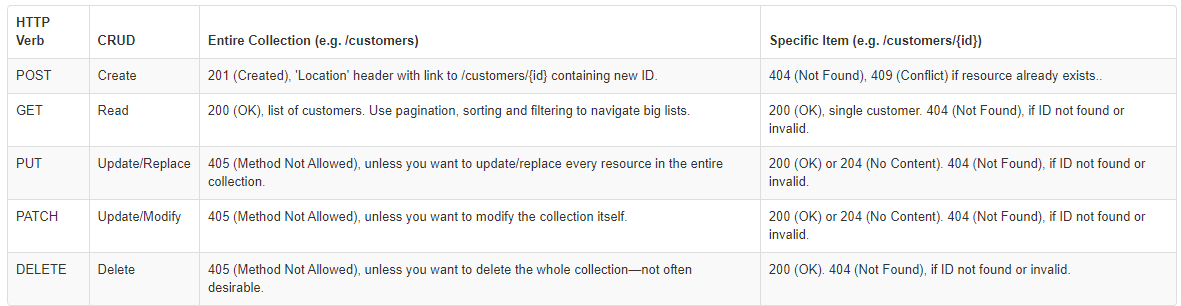 HTTP
Verb
CRUD
Entire Collection (e.g. /customers)
Specific Item (e.g. /customers/{id})
POST
Create
201 (Created), 'Location' header with link to /customers/{id} containing new ID.
404 (Not Found), 409 (Conflict) if resource already exists..
GET
Read
200 (OK), list of customers. Use pagination, sorting and filtering to navigate big lists.
200 (OK), single customer. 404 (Not Found), if ID not found or
invalid.
PUT
Update/Replace
405 (Method Not Allowed), unless you want to update/replace every resource in the entire
collection.
200 (OK) or 204 (No Content). 404 (Not Found), if ID not found or
invalid.
PATCH
Update/Modify
405 (Method Not Allowed), unless you want to modify the collection itself.
200 (OK) or 204 (No Content). 404 (Not Found), if ID not found or
invalid.
DELETE
Delete
405 (Method Not Allowed), unless you want to delete the whole collection—not often
desirable.
200 (OK). 404 (Not Found), if ID not found or invalid.